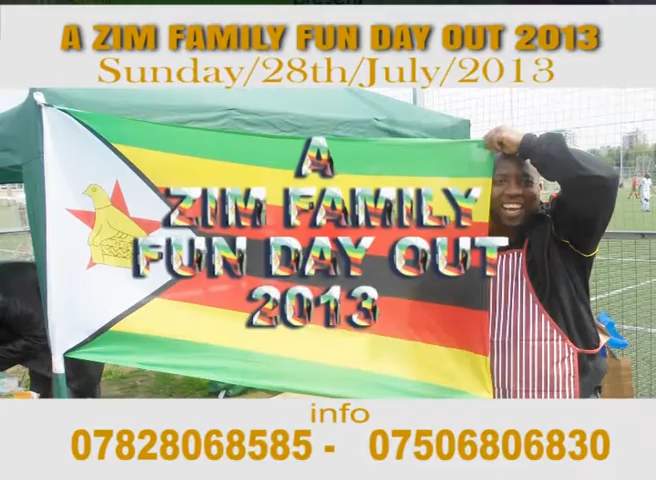 present
A ZIM FAMILY FUN DAY OUT 2013
Sunday/28th/July/2013
A
ZIM FAMILY
FUN DAY OUT
2013
info
07828068585 - 07506806830